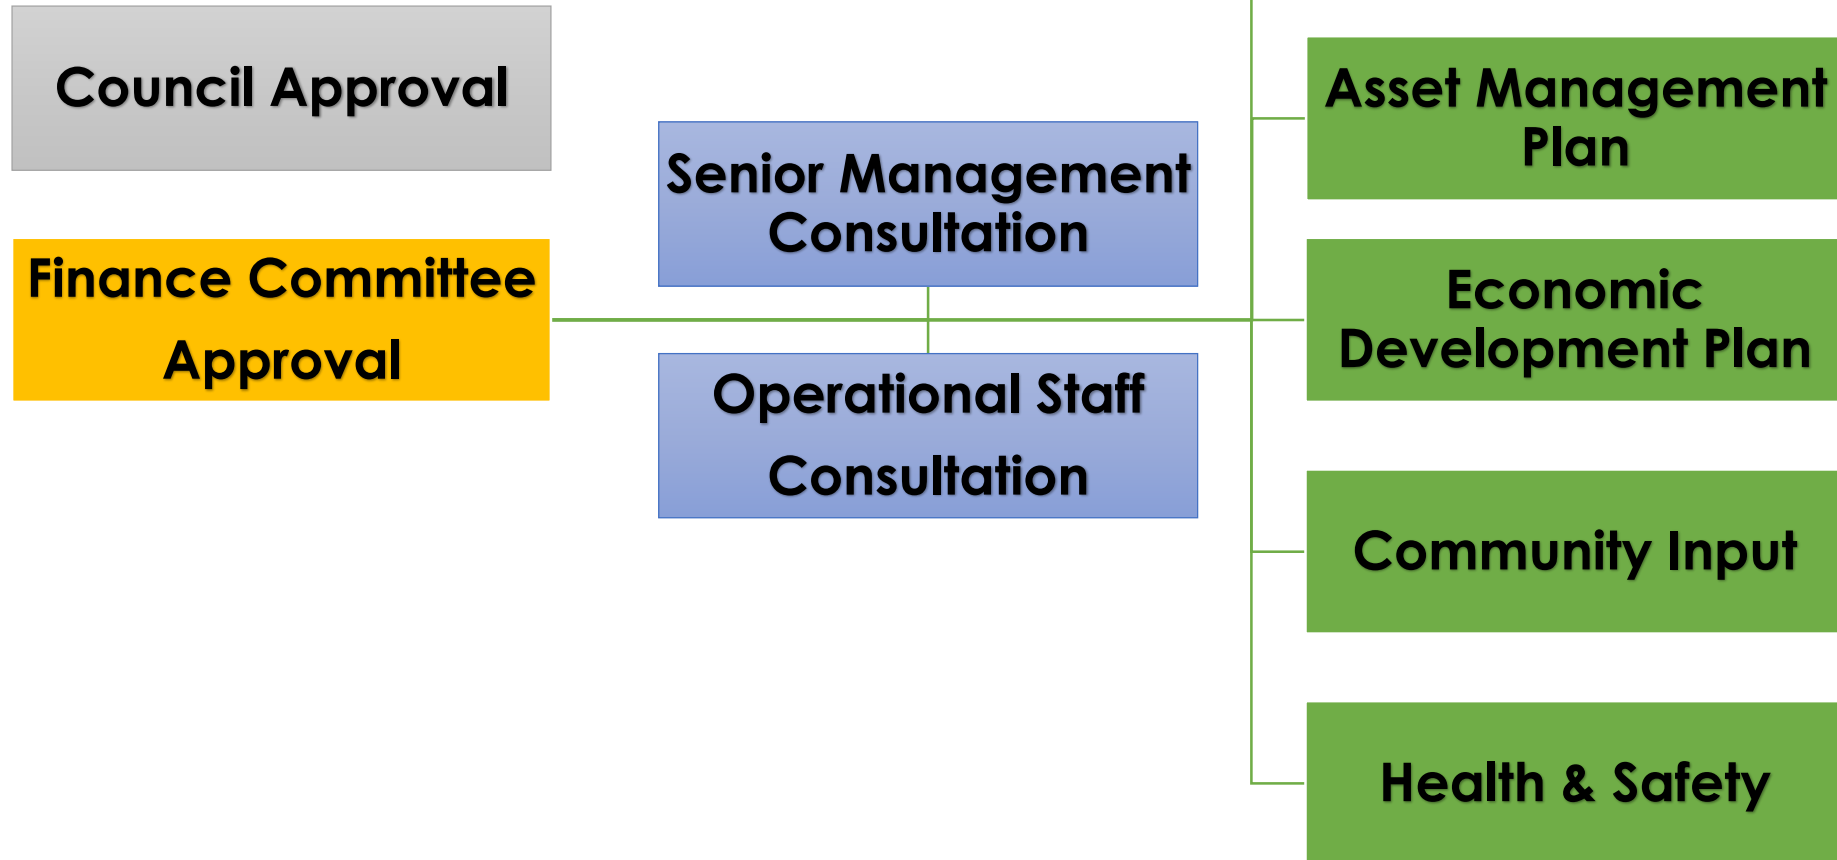 Council Approval
Finance Committee
Approval
Senior Management
Consultation
Operational Staff
Consultation
Asset Management
Plan
Economic
Development Plan
Community Input
Health & Safety